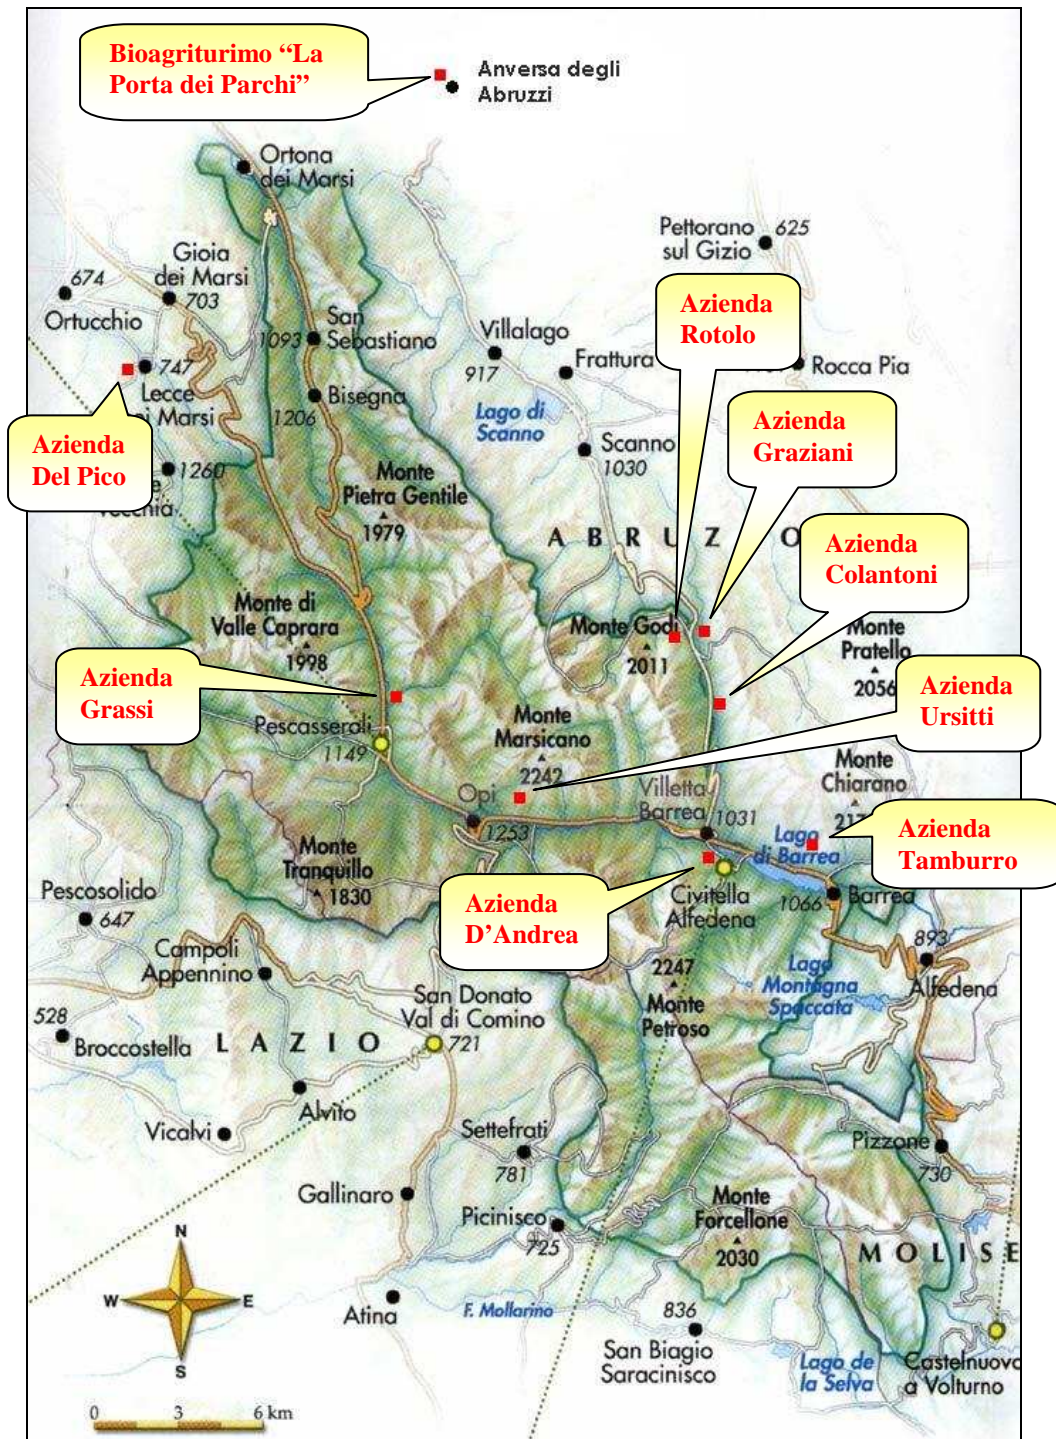 Bioagriturimo “La
Porta dei Parchi”
Anversa degli
Abruzzi
Ortona
dei Marsi
Pettorano
sul Gizio
625
Gioia
dei Marsi
703
674
Ortucchio
Azienda
Rotolo
San
Sebastiano
1093
Villalago
917
Frattura
Rocca Pia
747
Lecce
Marsi
Bisegna
1206
Lago di
Scanno
Azienda
Graziani
Azienda
Del Pico
Scanno
1030
1260
Monte
Pietra Gentile
1979
ABRUZZO
Azienda
Colantoni
Monte di
Valle Caprara
1998
Monte Godi
2011
Monte
Pratello
2056
Azienda
Grassi
Azienda
Ursitti
Pescasseroli
1149
Monte
Marsicano
2242
Monte
Chiarano
Opi
1253
Villetta
Barrea
1031
Lago
di Barrea
Azienda
Tamburro
Monte
Tranquillo
1830
Azienda
D’Andrea
Civitella
Alfedena
1066
Barrea
Pescosolido
647
Campoli
Appennino
893
Alfedena
2247
Monte
Petroso
Lago
Montagna
Spaccata
San Donato
Val di Comino
721
528
Broccostella
LAZIO
Alvito
Vicalvi
Settefrati
781
Pizzone
730
Gallinaro
Picinisco
725
Monte
Forcellone
2030
MOLISE
N
W
E
S
Atina
F. Mollarino
836
San Biagio
Saracinisco
Lago de
la Selva
Castelnuovo
a Volturno
0 3 6 km